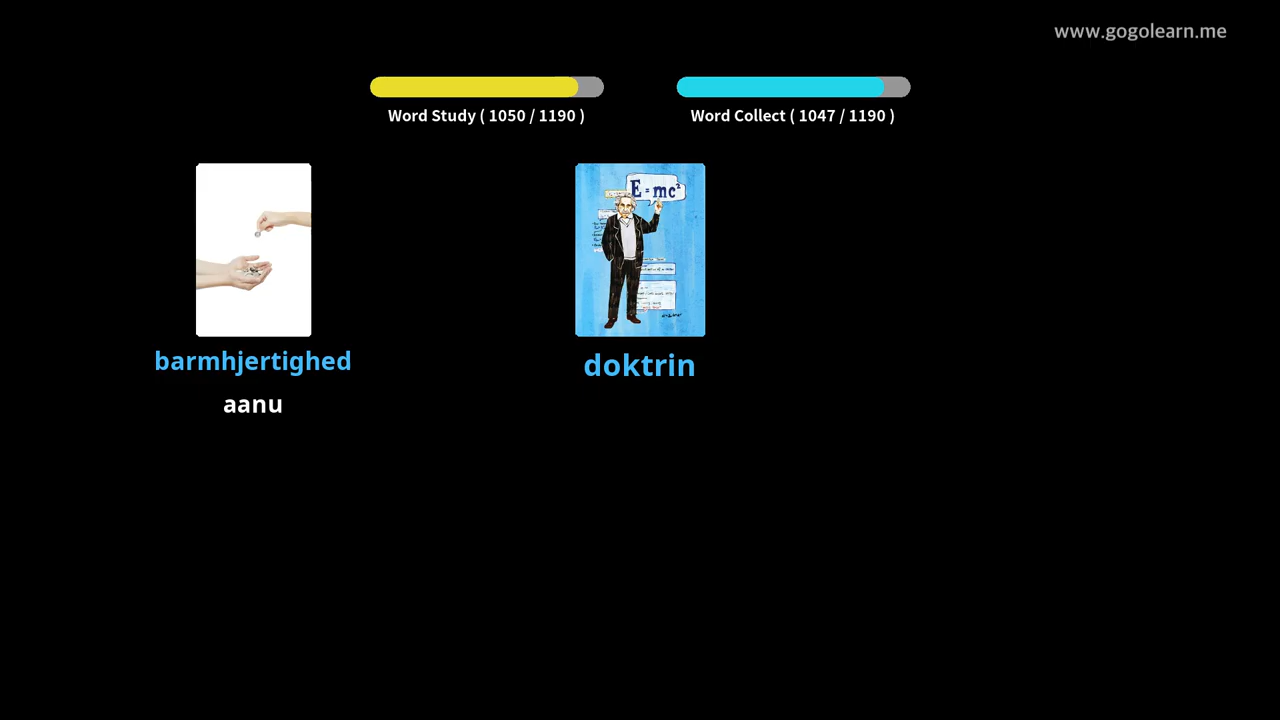 www.gogolearn.me
Word Study ( 1050 / 1190 )
Word Collect ( 1047 / 1190 )
E = mc²
barmhjertighed
doktrin
aanu